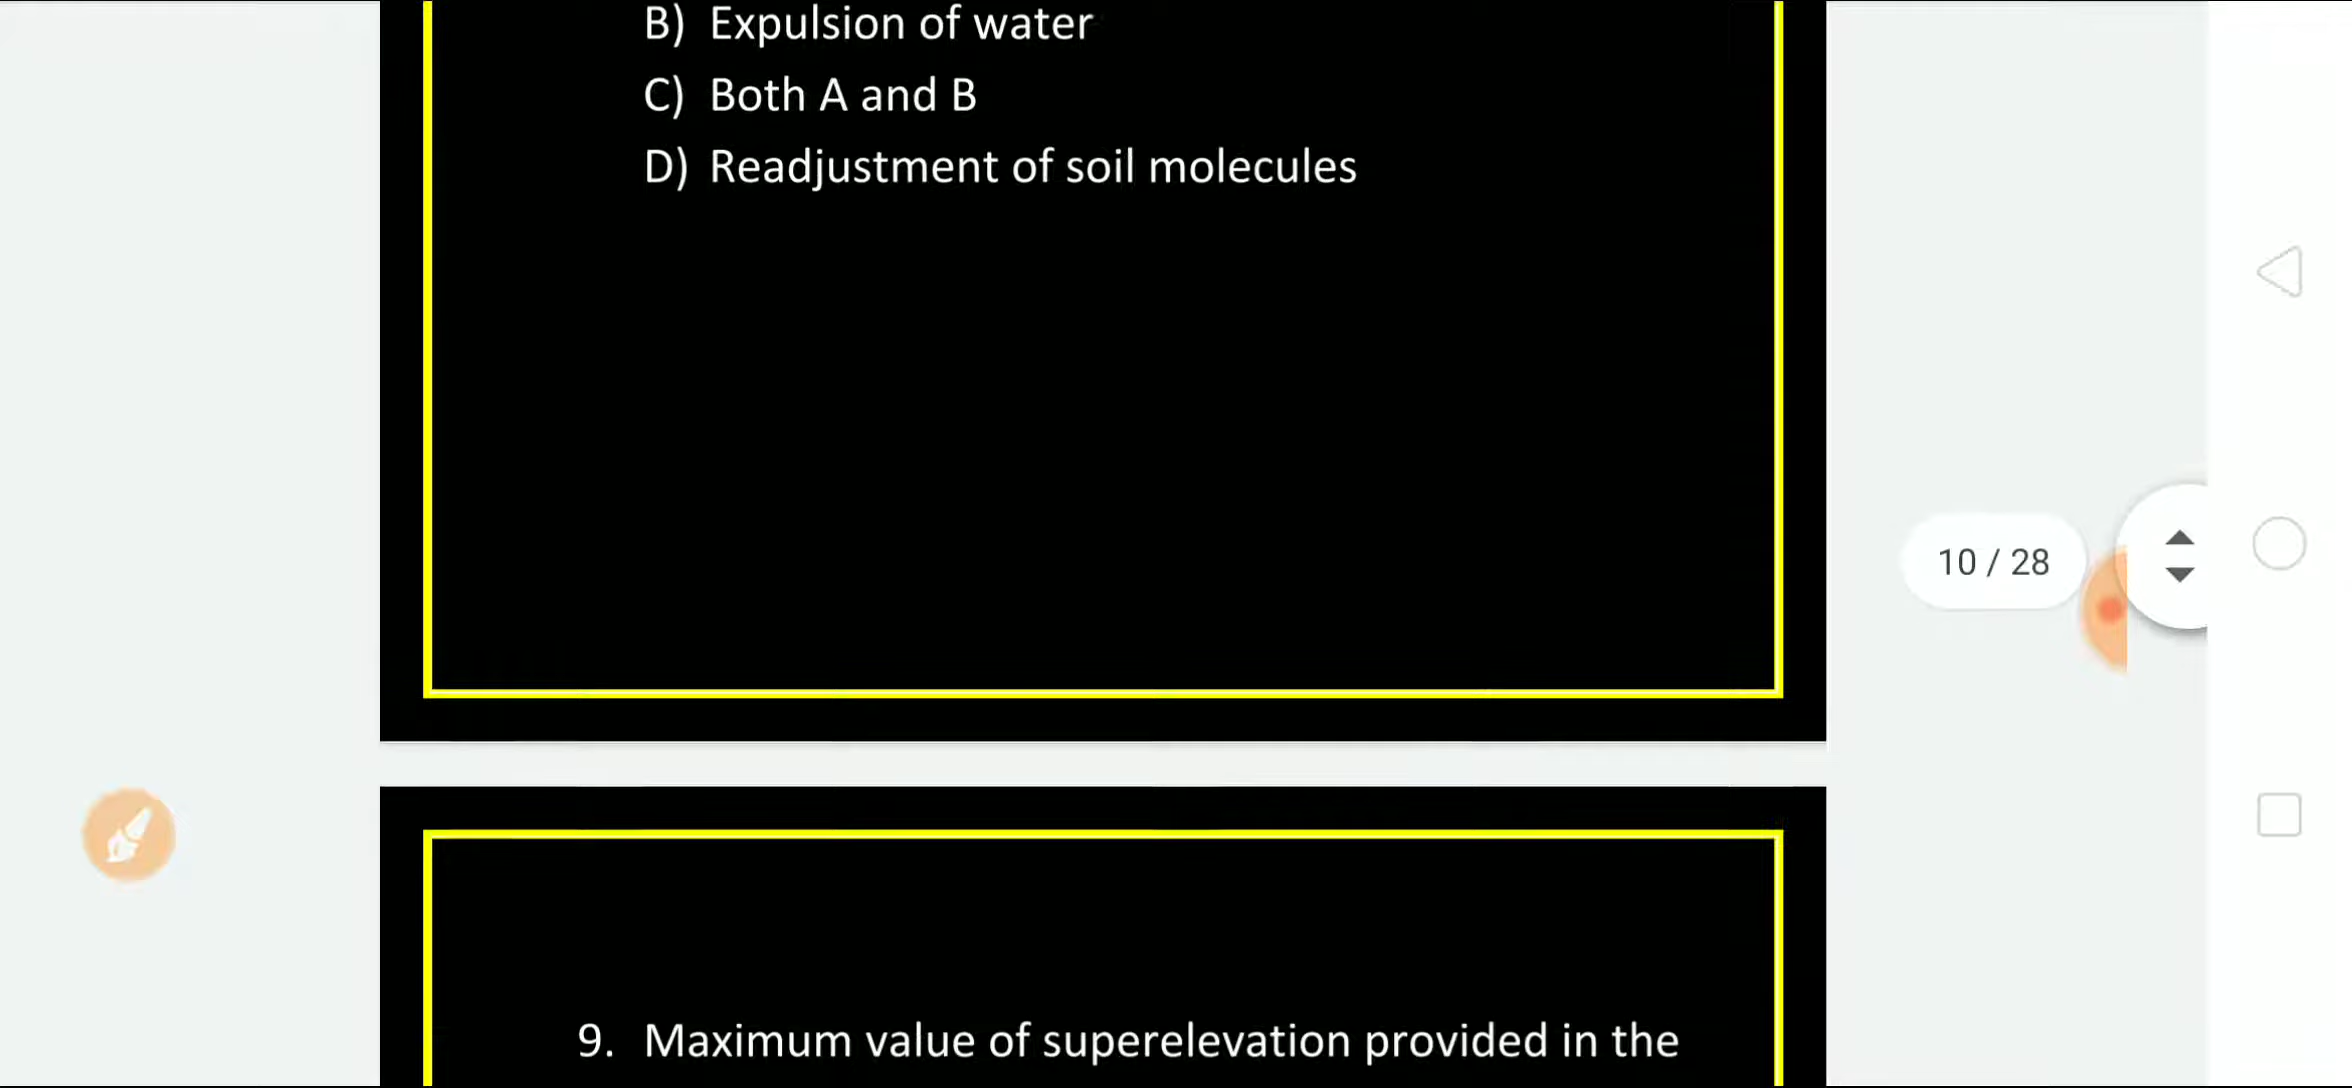 B) Expulsion of water
C) Both A and B
D) Readjustment of soil molecules
10 / 28
9. Maximum value of superelevation provided in the